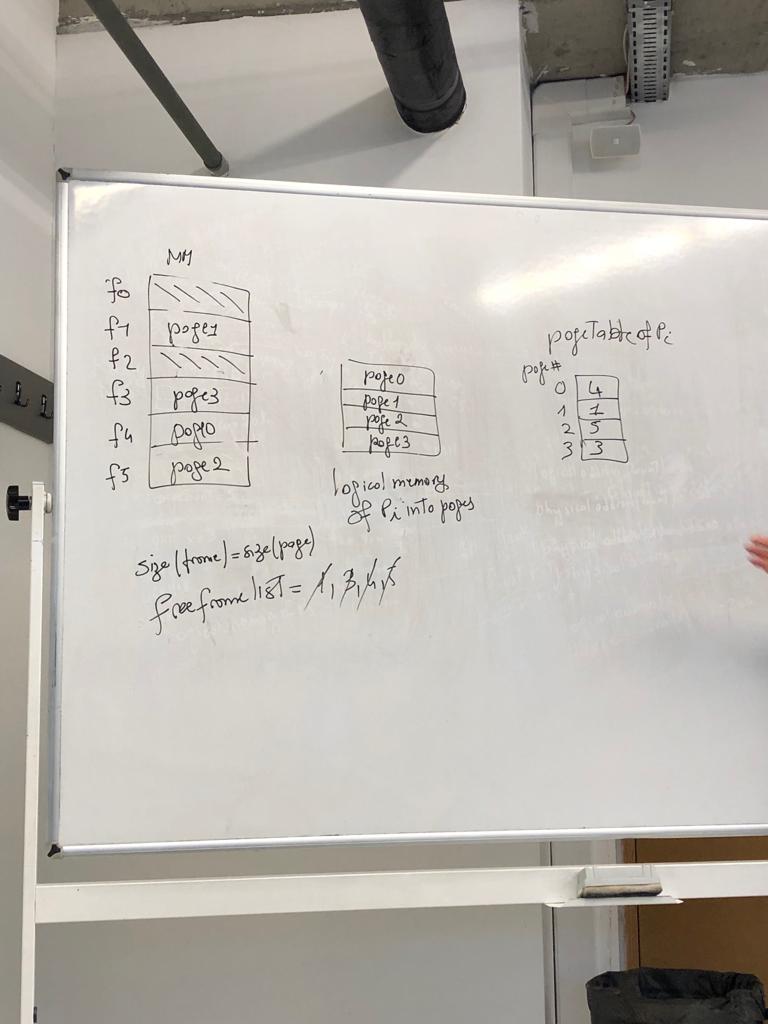 MM
f0
f1 page1
f2
f3 page3
f4 page0
f5 page2
size(frame)=size(page)
free frame list = 1, 3, 4, 5
page0
page1
page2
page3
logical memory
of Pi into pages
pageTable of Pi
page#
0 4
1 1
2 5
3 3